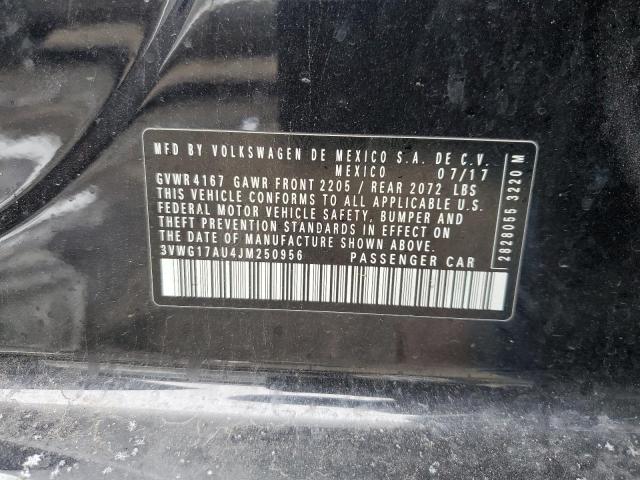 MFD BY VOLKSWAGEN DE MEXICO S.A. DE C.V.
MEXICO 07/17
GVWR 4167 GAWR FRONT 2205 / REAR 2072 LBS
THIS VEHICLE CONFORMS TO ALL APPLICABLE U.S.
FEDERAL MOTOR VEHICLE SAFETY, BUMPER AND
THEFT PREVENTION STANDARDS IN EFFECT ON
THE DATE OF MANUFACTURE SHOWN ABOVE.
3VWG17AU4JM250956 PASSENGER CAR
2828055 3220 M